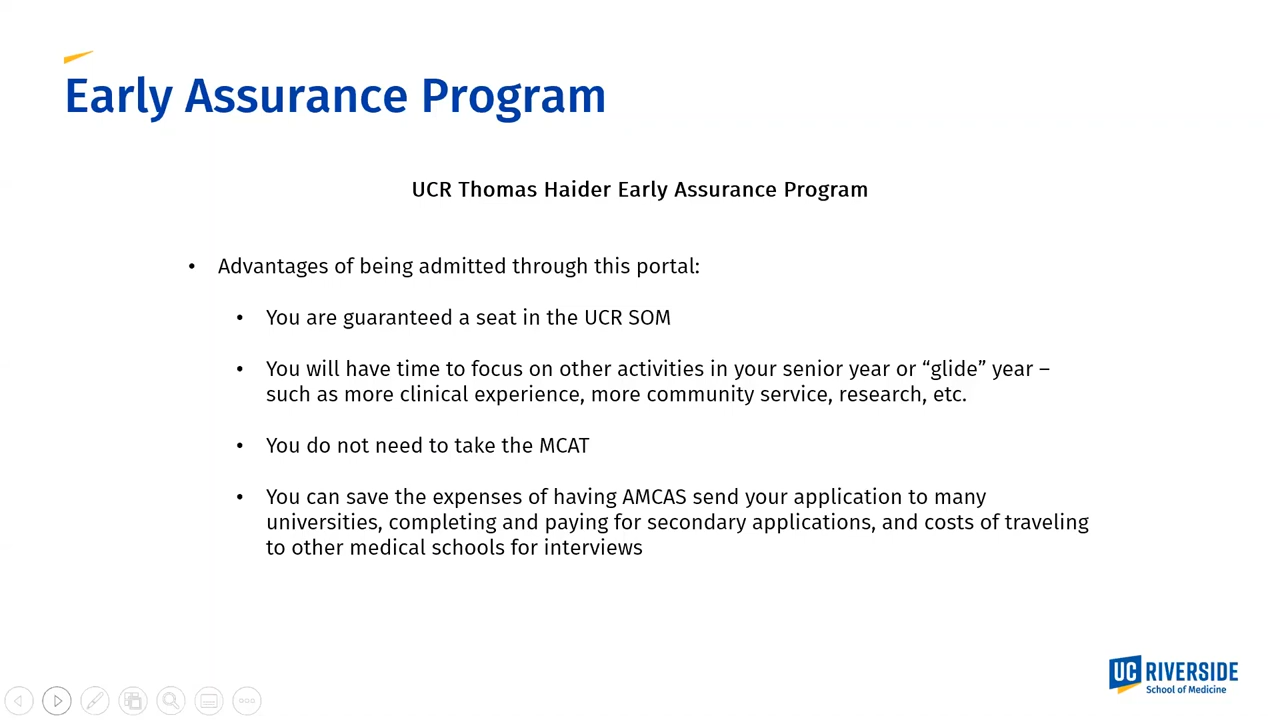 Early Assurance Program
UCR Thomas Haider Early Assurance Program
• Advantages of being admitted through this portal:
• You are guaranteed a seat in the UCR SOM
• You will have time to focus on other activities in your senior year or “glide” year –
such as more clinical experience, more community service, research, etc.
• You do not need to take the MCAT
• You can save the expenses of having AMCAS send your application to many
universities, completing and paying for secondary applications, and costs of traveling
to other medical schools for interviews
UC RIVERSIDE
School of Medicine